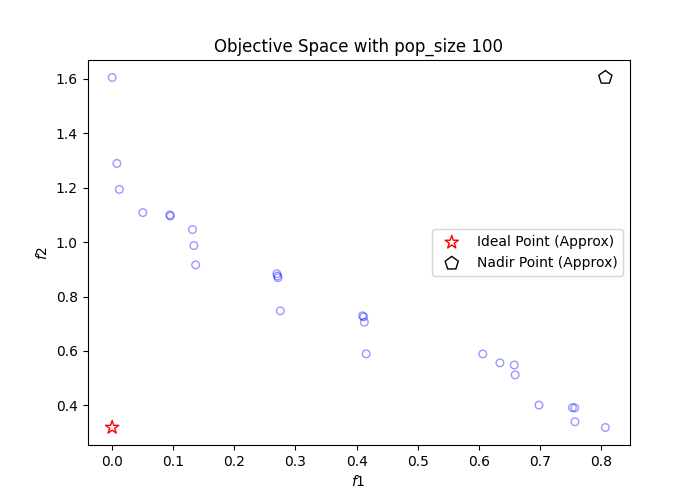 Objective Space with pop_size 100
1.6
1.4
1.2
1.0
0.8
0.6
0.4
f2
Ideal Point (Approx)
Nadir Point (Approx)
0.0 0.1 0.2 0.3 0.4 0.5 0.6 0.7 0.8
f1